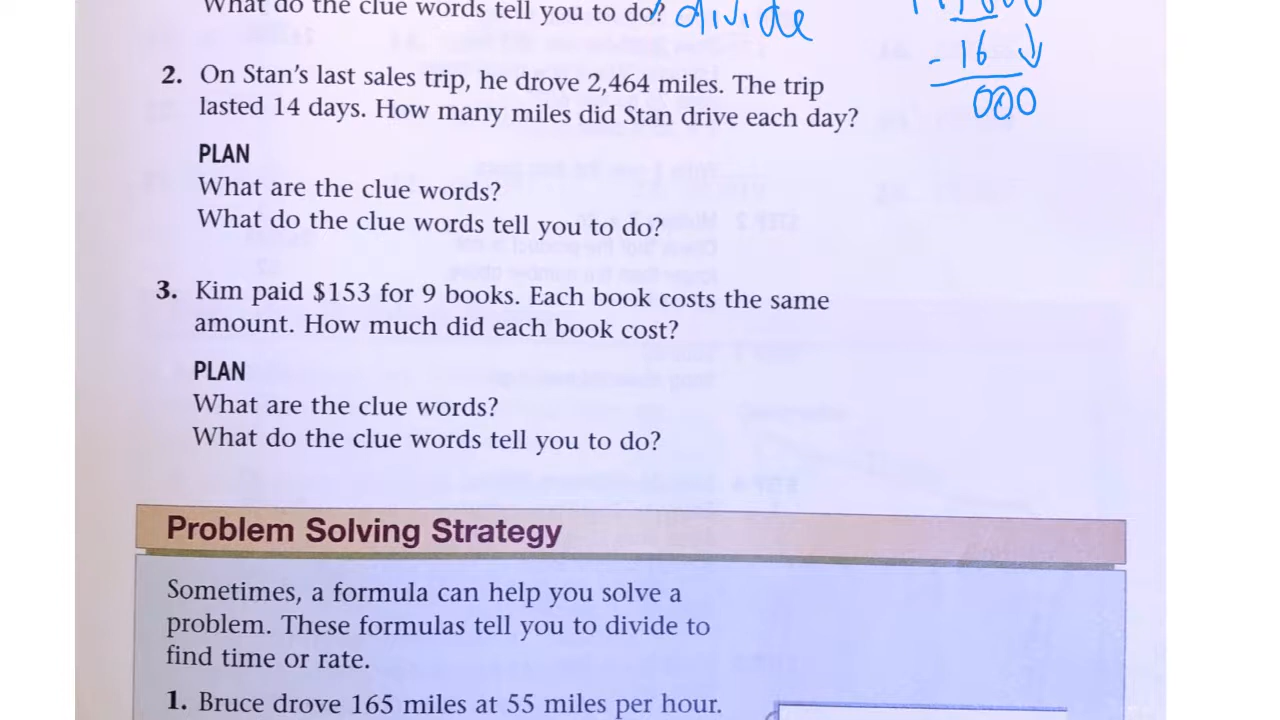 What do the clue words tell you to do? divide
- 16
000
2. On Stan's last sales trip, he drove 2,464 miles. The trip
lasted 14 days. How many miles did Stan drive each day?
PLAN
What are the clue words?
What do the clue words tell you to do?
3. Kim paid $153 for 9 books. Each book costs the same
amount. How much did each book cost?
PLAN
What are the clue words?
What do the clue words tell you to do?
Problem Solving Strategy
Sometimes, a formula can help you solve a
problem. These formulas tell you to divide to
find time or rate.
1. Bruce drove 165 miles at 55 miles per hour.